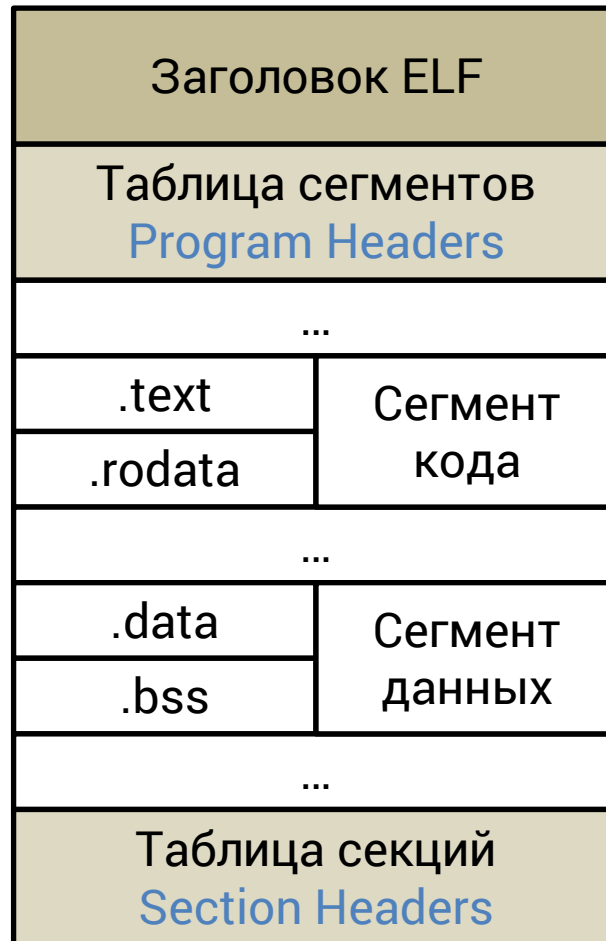 Заголовок ELF
Таблица сегментов
Program Headers
...
.text
.rodata
Сегмент
кода
...
.data
.bss
Сегмент
данных
...
Таблица секций
Section Headers